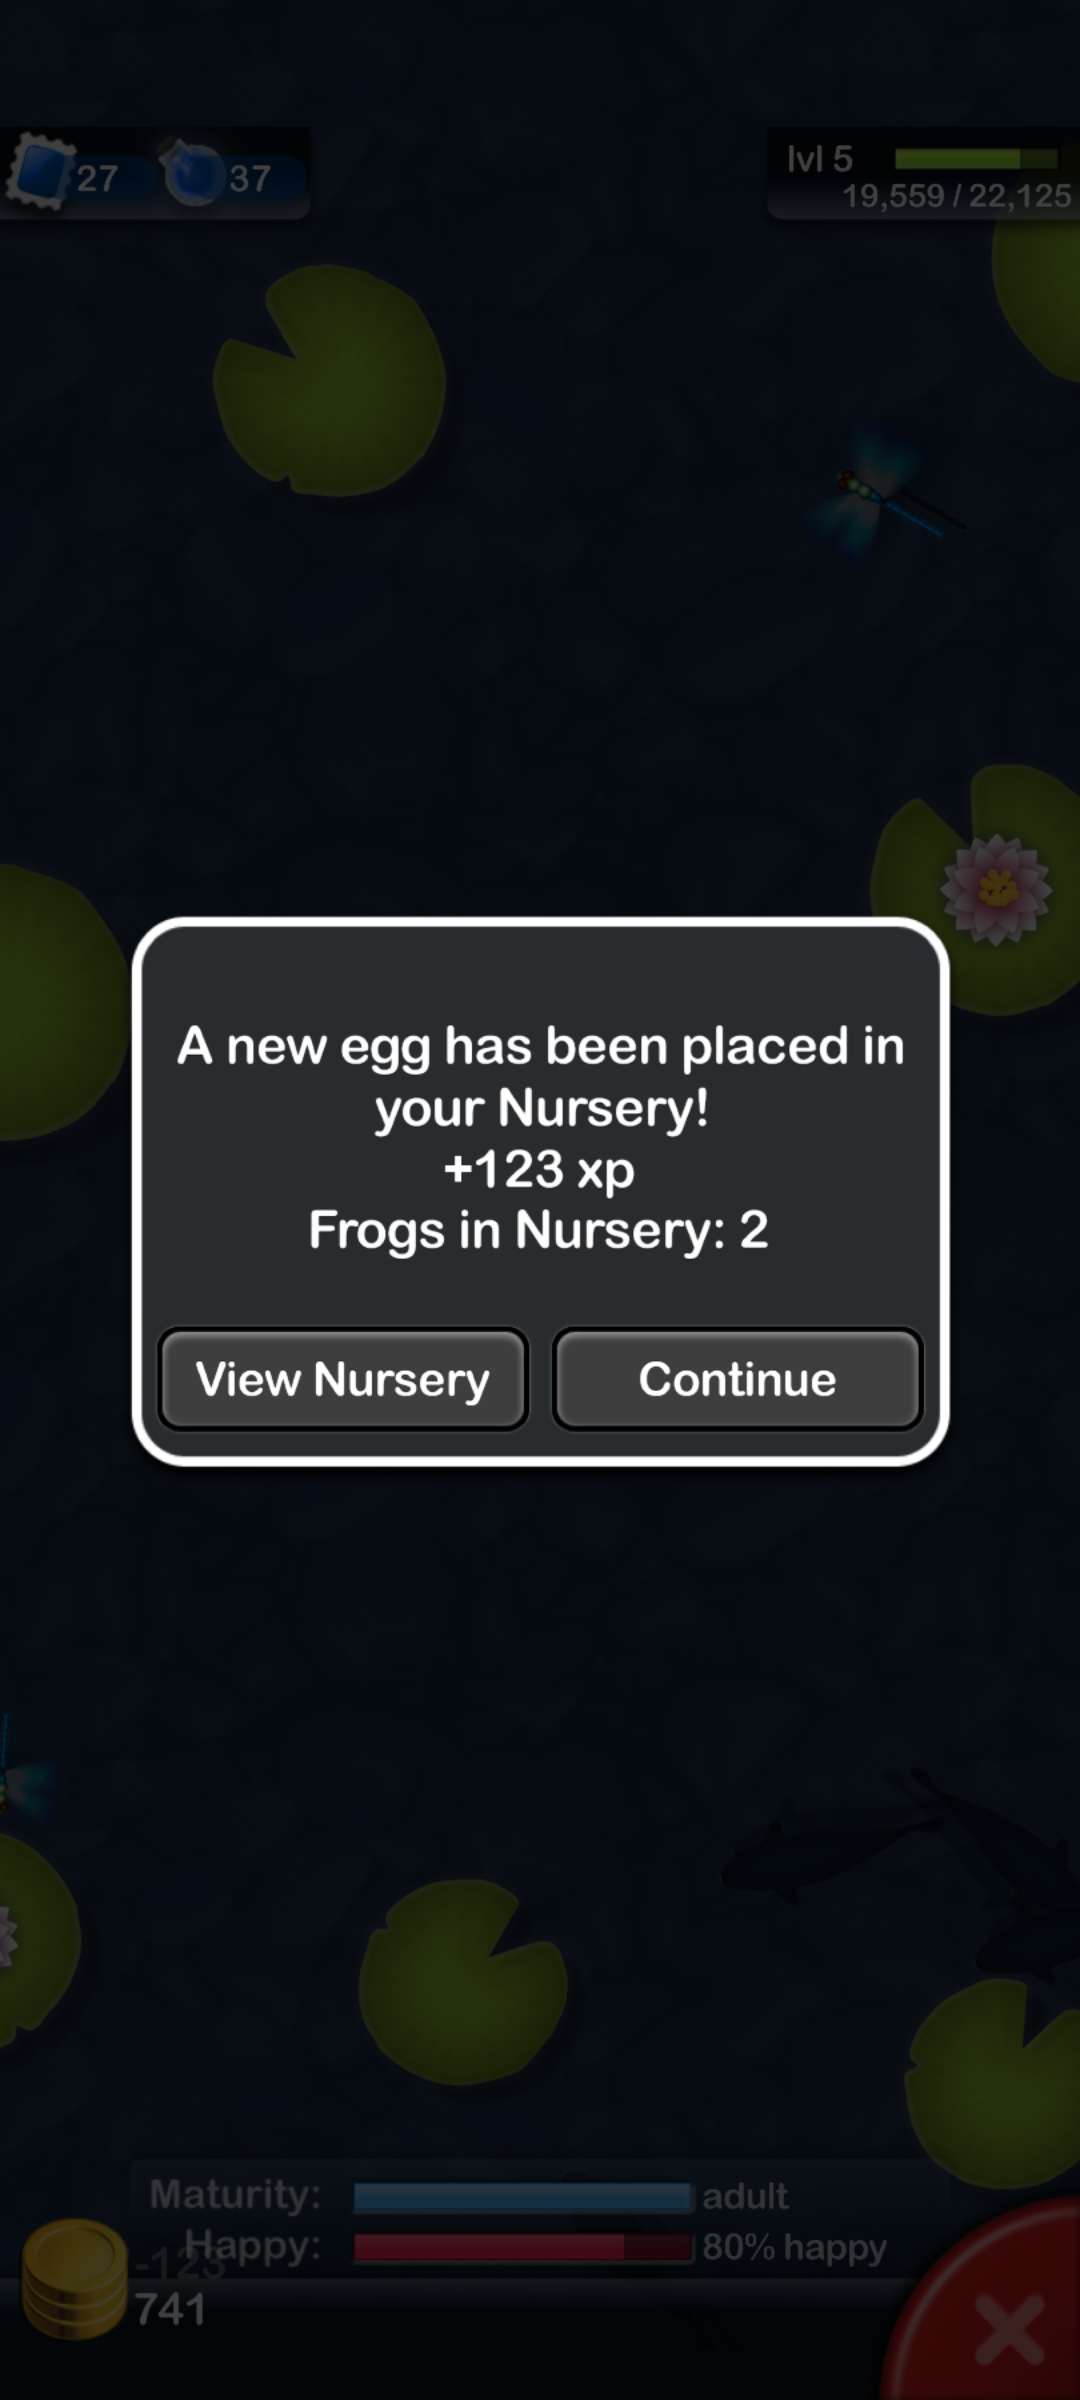 27 37
lvl 5
19,559 / 22,125
A new egg has been placed in
your Nursery!
+123 xp
Frogs in Nursery: 2
View Nursery Continue
Maturity: adult
Happy: 80% happy
-123
741